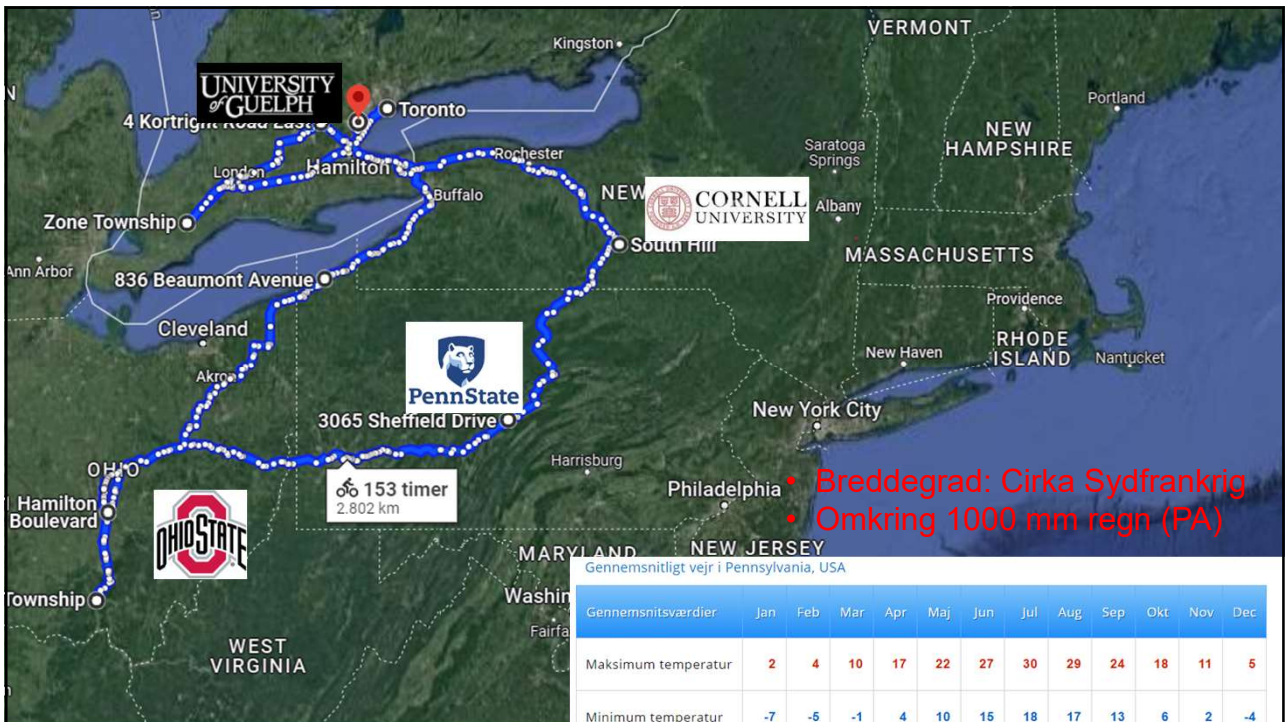 VERMONT
Kingston
UNIVERSITY
of GUELPH
Toronto
Portland
4 Kortright Road East
NEW
HAMPSHIRE
Saratoga
Springs
Rochester
London
Hamilton
Buffalo
NEW
CORNELL
UNIVERSITY
Albany
Zone Township
South Hill
MASSACHUSETTS
Ann Arbor
836 Beaumont Avenue
Providence
Cleveland
RHODE
ISLAND
New Haven
Nantucket
Akron
PennState
New York City
3065 Sheffield Drive
Harrisburg
OHIO
153 timer
2.802 km
Philadelphia
• Breddegrad: Cirka Sydfrankrig
• Omkring 1000 mm regn (PA)
Hamilton
Boulevard
OHIO STATE
MARYLAND
NEW JERSEY
Gennemsnitligt vejr i Pennsylvania, USA
Township
Washin
Fairfa
WEST
VIRGINIA
Gennemsnitsværdier Jan Feb Mar Apr Maj Jun Jul Aug Sep Okt Nov Dec
Maksimum temperatur 2 4 10 17 22 27 30 29 24 18 11 5
Minimum temperatur -7 -5 -1 4 10 15 18 17 13 6 2 -4